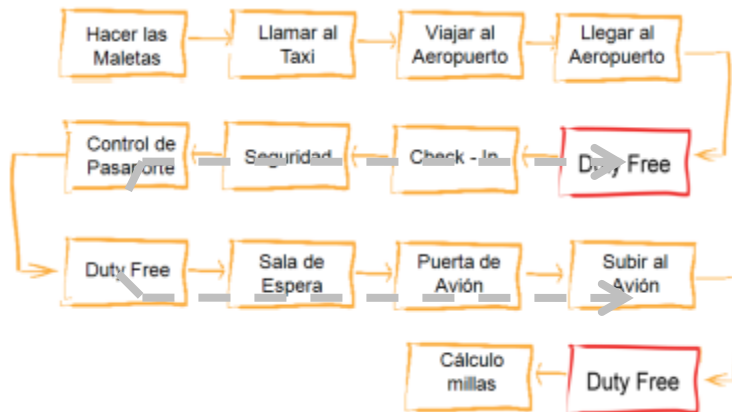 Hacer las
Maletas
Llamar al
Taxi
Viajar al
Aeropuerto
Llegar al
Aeropuerto
Duty Free
Check - In
Seguridad
Control de
Pasaporte
Duty Free
Sala de
Espera
Puerta de
Avión
Subir al
Avión
Duty Free
Cálculo
millas